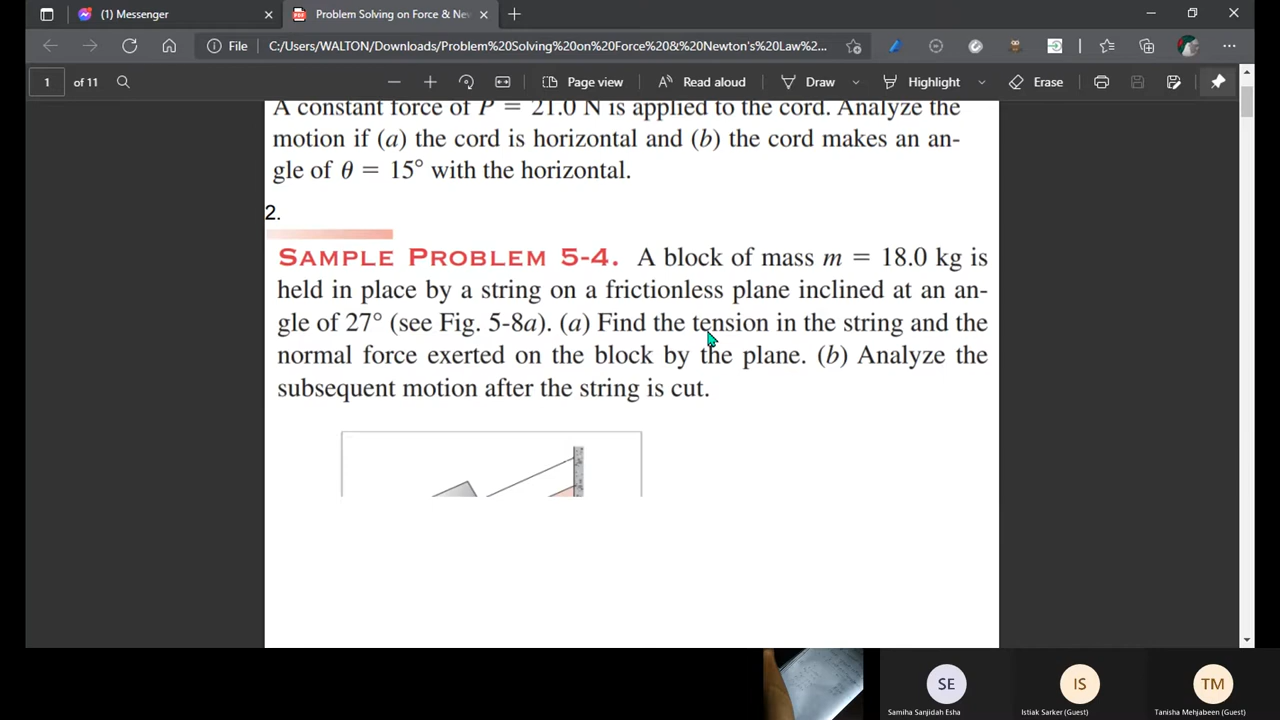 (1) Messenger
Problem Solving on Force & Ne
File
C:/Users/WALTON/Downloads/Problem%20Solving%20on%20Force%20&%20Newton's%20Law%2...
1
of 11
Page view
Read aloud
Draw
Highlight
Erase
A constant force of P = 21.0 N is applied to the cord. Analyze the
motion if (a) the cord is horizontal and (b) the cord makes an an-
gle of θ = 15° with the horizontal.
2.
SAMPLE PROBLEM 5-4. A block of mass m = 18.0 kg is
held in place by a string on a frictionless plane inclined at an an-
gle of 27° (see Fig. 5-8a). (a) Find the tension in the string and the
normal force exerted on the block by the plane. (b) Analyze the
subsequent motion after the string is cut.
SE
IS
TM
Samiha Sanjidah Esha
Istiak Sarker (Guest)
Tanisha Mehjabeen (Guest)